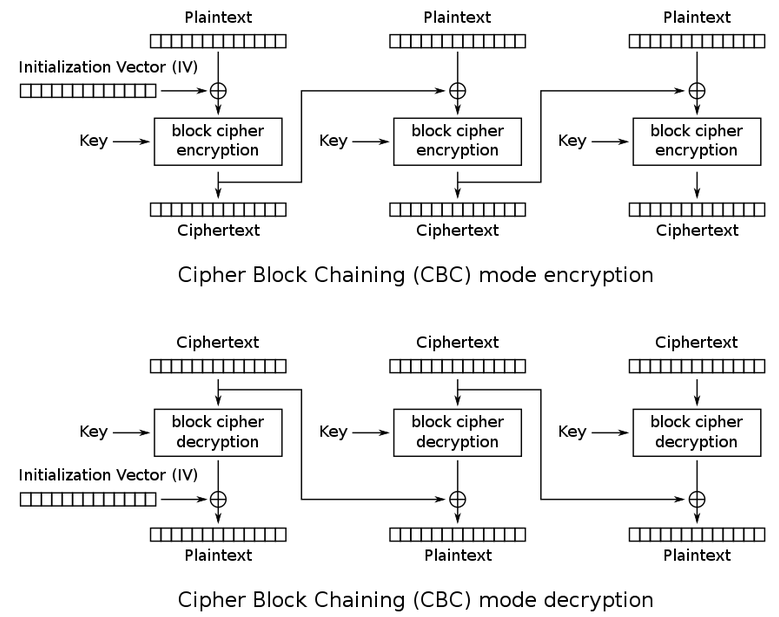 Plaintext
Plaintext
Plaintext
Initialization Vector (IV)
Key
block cipher
encryption
Key
block cipher
encryption
Key
block cipher
encryption
Ciphertext
Ciphertext
Ciphertext
Cipher Block Chaining (CBC) mode encryption
Ciphertext
Ciphertext
Ciphertext
Key
block cipher
decryption
Key
block cipher
decryption
Key
block cipher
decryption
Initialization Vector (IV)
Plaintext
Plaintext
Plaintext
Cipher Block Chaining (CBC) mode decryption